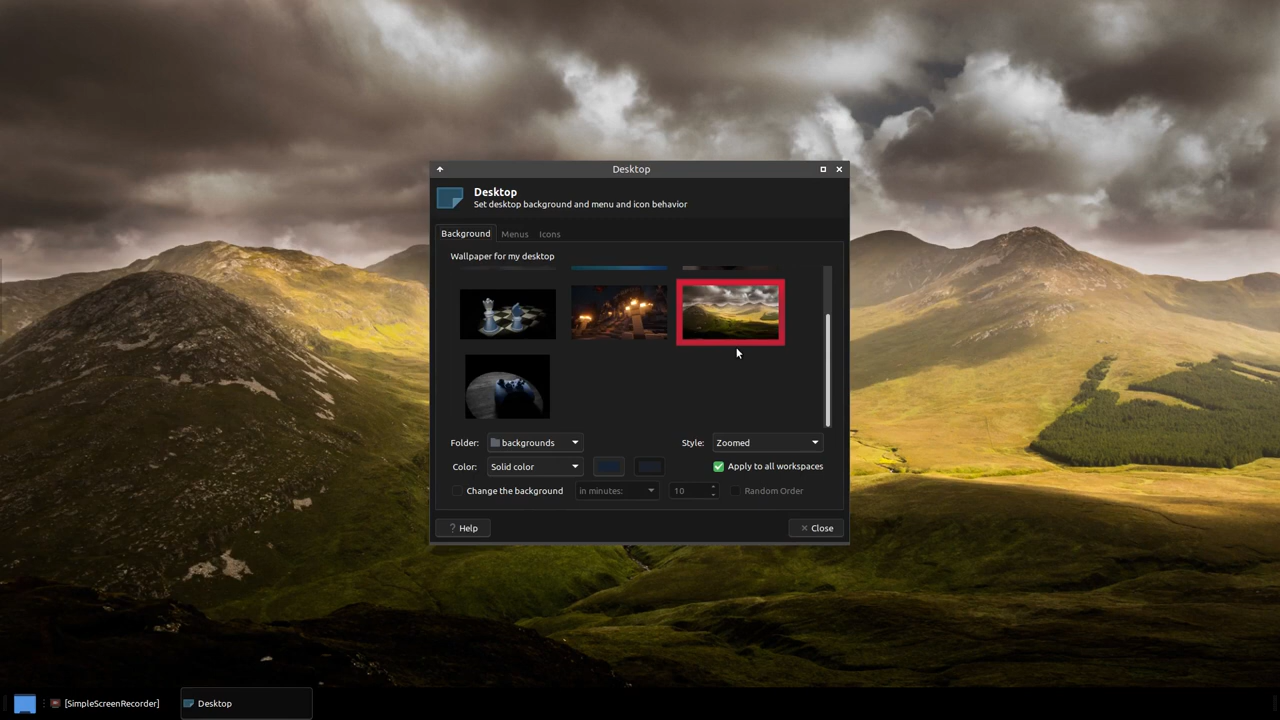 Desktop
Desktop
Set desktop background and menu and icon behavior
Background Menus Icons
Wallpaper for my desktop
Folder: backgrounds Style: Zoomed
Color: Solid color Apply to all workspaces
Change the background in minutes: 10 Random Order
? Help Close
[SimpleScreenRecorder] Desktop